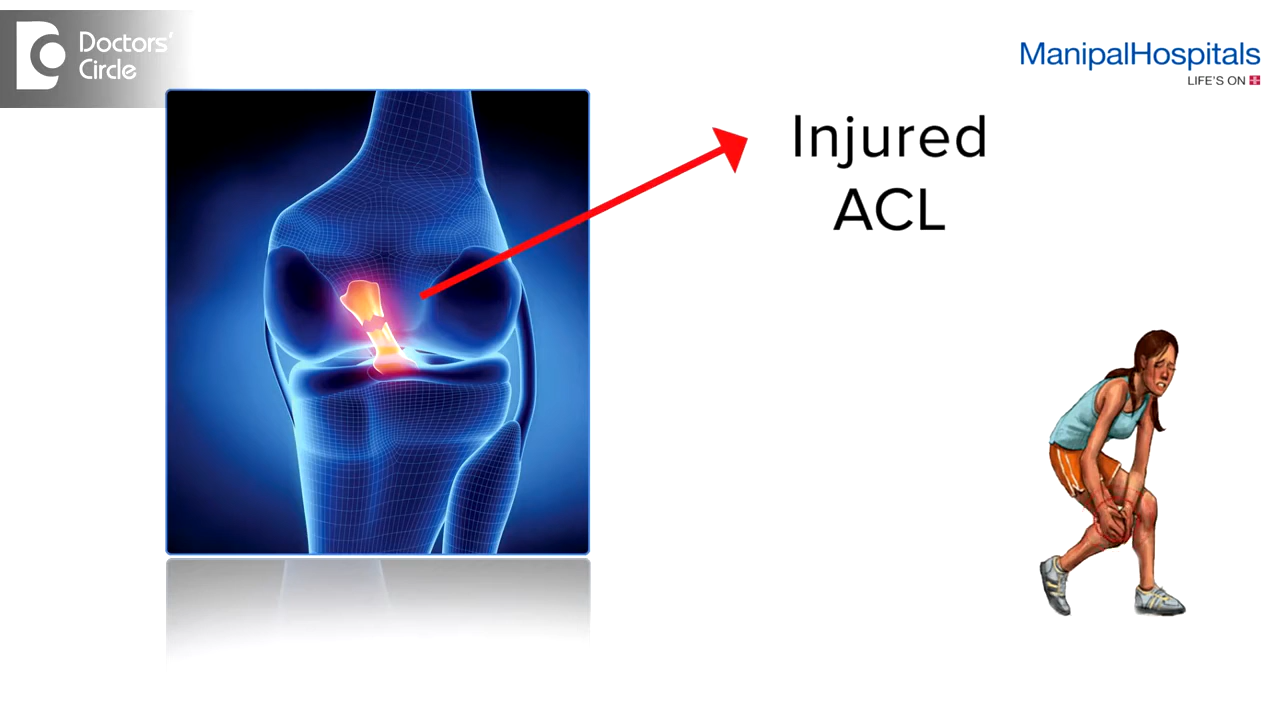 Doctors'
Circle
ManipalHospitals
LIFE'S ON
Injured
ACL